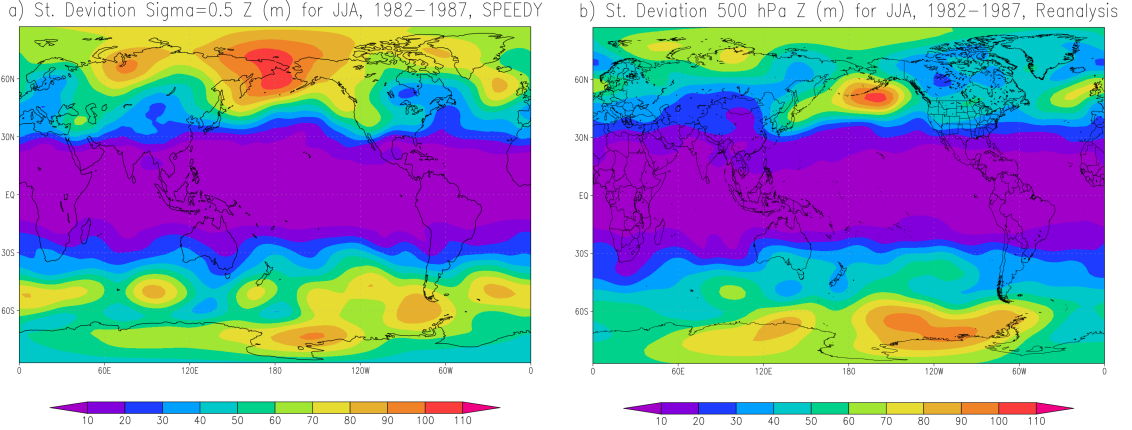 a) St. Deviation Sigma=0.5 Z (m) for JJA, 1982−1987, SPEEDY
60N
30N
EQ
30S
60S
0 60E 120E 180 120W 60W 0
10 20 30 40 50 60 70 80 90 100 110
b) St. Deviation 500 hPa Z (m) for JJA, 1982−1987, Reanalysis
60N
30N
EQ
30S
60S
0 60E 120E 180 120W 60W 0
10 20 30 40 50 60 70 80 90 100 110